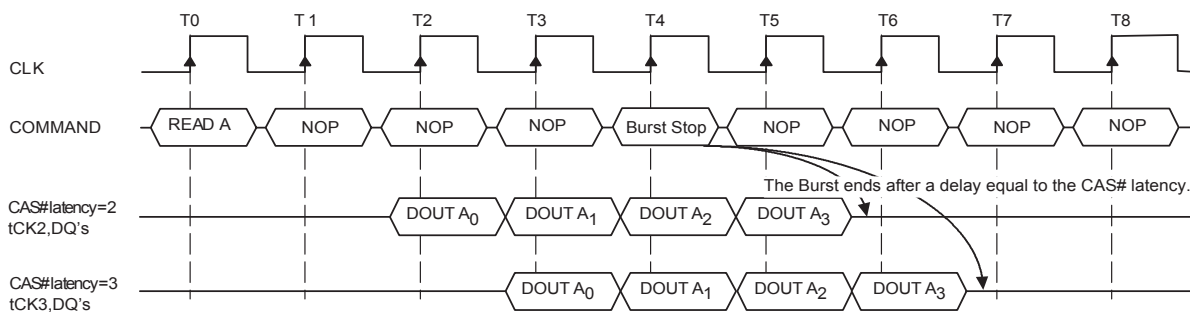 T0 T 1 T2 T3 T4 T5 T6 T7 T8
CLK
COMMAND READ A NOP NOP NOP Burst Stop NOP NOP NOP NOP
The Burst ends after a delay equal to the CAS# latency.
CAS#latency=2
tCK2,DQ's
DOUT A0 DOUT A1 DOUT A2 DOUT A3
CAS#latency=3
tCK3,DQ's
DOUT A0 DOUT A1 DOUT A2 DOUT A3